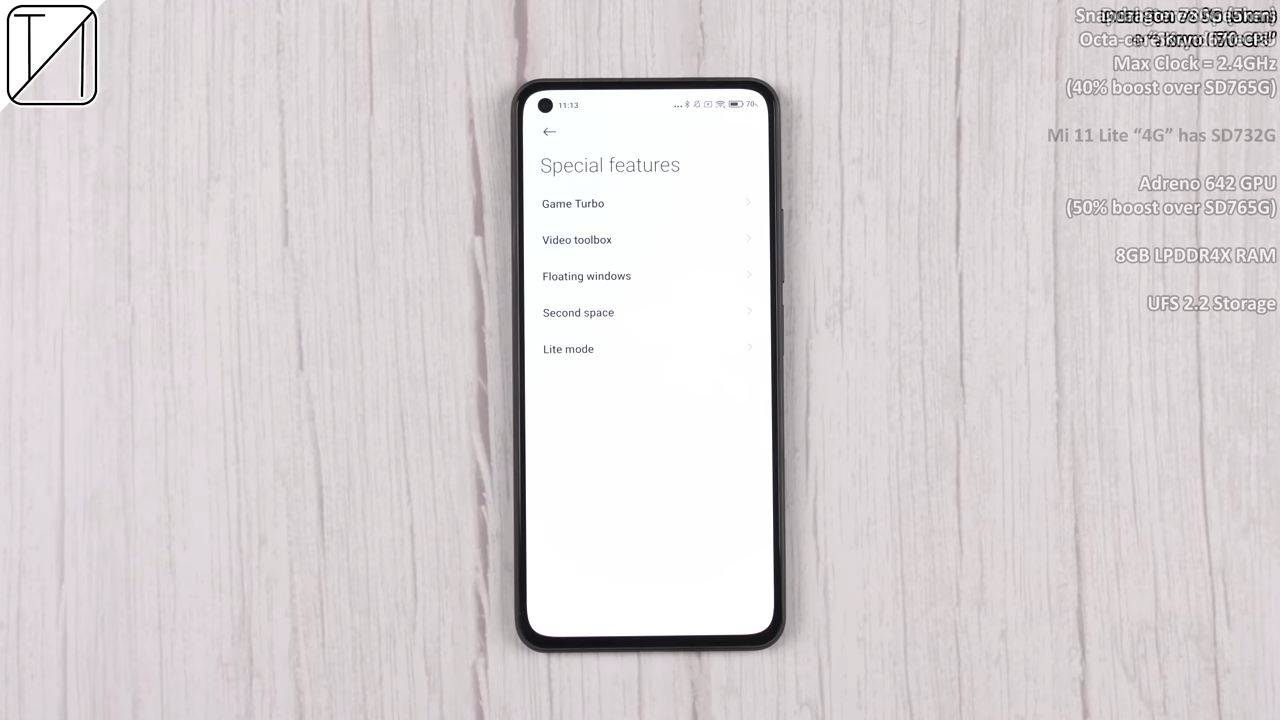 11:13
70%
Special features
Game Turbo
Video toolbox
Floating windows
Second space
Lite mode
Max Clock = 2.4GHz
(40% boost over SD765G)
Mi 11 Lite “4G” has SD732G
Adreno 642 GPU
(50% boost over SD765G)
8GB LPDDR4X RAM
UFS 2.2 Storage